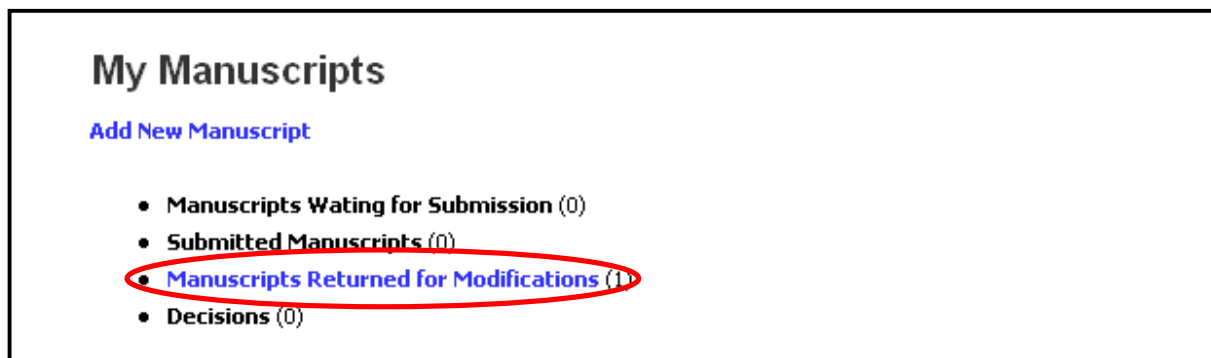 My Manuscripts
Add New Manuscript
• Manuscripts Wating for Submission (0)
• Submitted Manuscripts (0)
• Manuscripts Returned for Modifications (1)
• Decisions (0)